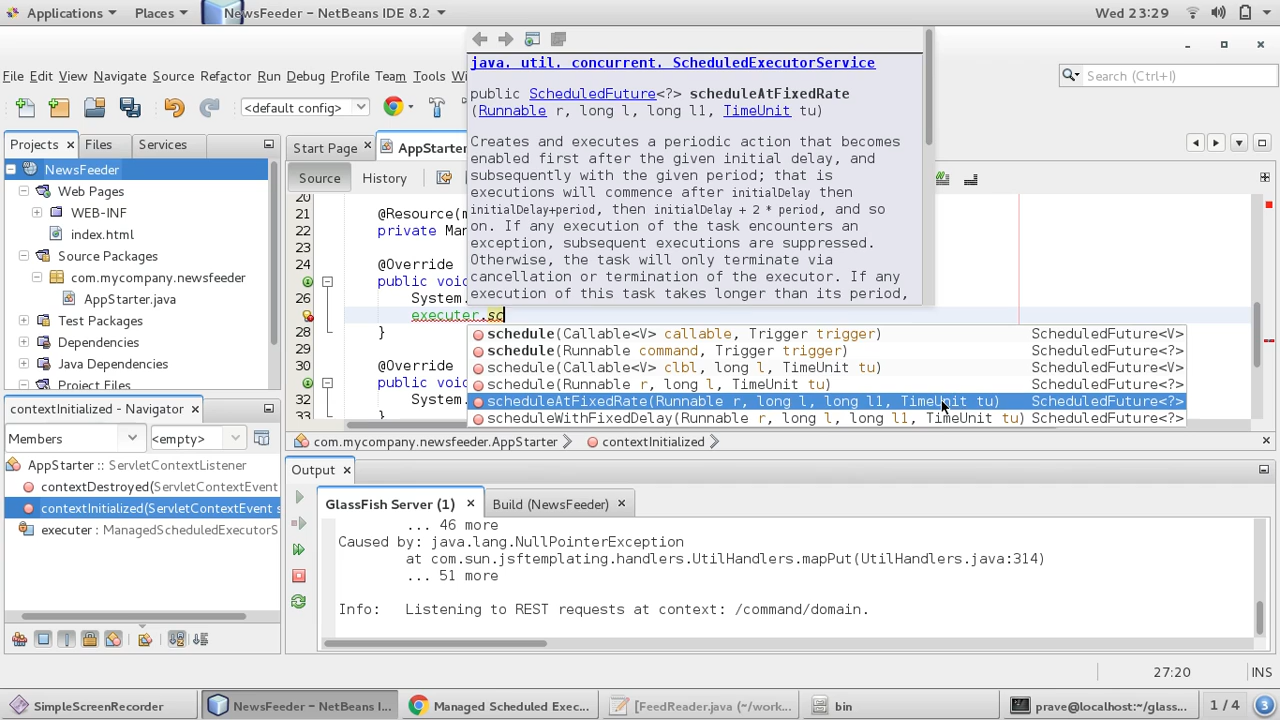 Applications Places NewsFeeder - NetBeans IDE 8.2 Wed 23:29
File Edit View Navigate Source Refactor Run Debug Profile Team Tools Search (Ctrl+I)
<default config>
Projects Files Services
NewsFeeder
Web Pages
WEB-INF
index.html
Source Packages
com.mycompany.newsfeeder
AppStarter.java
Test Packages
Dependencies
Java Dependencies
Project Files
contextInitialized - Navigator
Members <empty>
AppStarter :: ServletContextListener
contextDestroyed(ServletContextEvent
contextInitialized(ServletContextEvent s
executer : ManagedScheduledExecutorS
Start Page AppStarter
Source History
20
21 @Resource(m
22 private Man
23
24 @Override
public void
26 System.
executer.sc
28 }
29
30 @Override
public void
32 System.
33 }
java. util. concurrent. ScheduledExecutorService
public ScheduledFuture<?> scheduleAtFixedRate
(Runnable r, long l, long l1, TimeUnit tu)
Creates and executes a periodic action that becomes
enabled first after the given initial delay, and
subsequently with the given period; that is
executions will commence after initialDelay then
initialDelay+period, then initialDelay + 2 * period, and so
on. If any execution of the task encounters an
exception, subsequent executions are suppressed.
Otherwise, the task will only terminate via
cancellation or termination of the executor. If any
execution of this task takes longer than its period,
schedule(Callable<V> callable, Trigger trigger) ScheduledFuture<V>
schedule(Runnable command, Trigger trigger) ScheduledFuture<?>
schedule(Callable<V> clbl, long l, TimeUnit tu) ScheduledFuture<V>
schedule(Runnable r, long l, TimeUnit tu) ScheduledFuture<?>
scheduleAtFixedRate(Runnable r, long l, long l1, TimeUnit tu) ScheduledFuture<?>
scheduleWithFixedDelay(Runnable r, long l, long l1, TimeUnit tu) ScheduledFuture<?>
com.mycompany.newsfeeder.AppStarter contextInitialized
Output
GlassFish Server (1) Build (NewsFeeder)
... 46 more
Caused by: java.lang.NullPointerException
at com.sun.jsftemplating.handlers.UtilHandlers.mapPut(UtilHandlers.java:314)
... 51 more
Info: Listening to REST requests at context: /command/domain.
27:20 INS
SimpleScreenRecorder NewsFeeder - NetBeans I... Managed Scheduled Exec... [FeedReader.java (~/work... bin prave@localhost:~/glass... 1 / 4 3